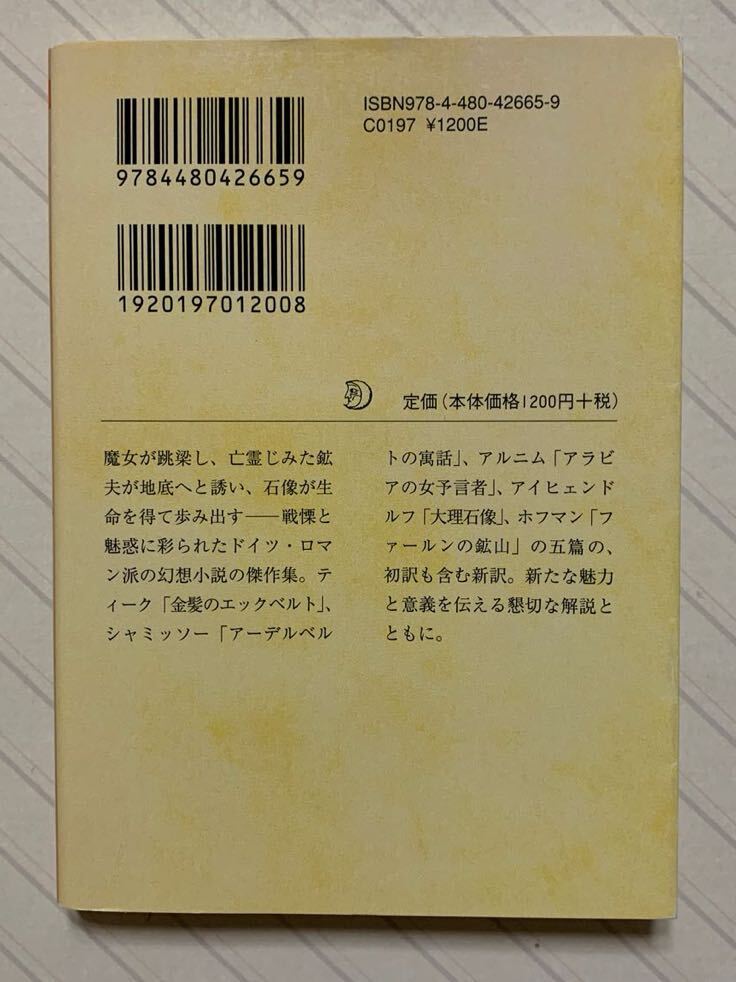 ISBN978-4-480-42665-9
C0197 ¥1200E
9784480426659
1920197012008
定価(本体価格1200円+税)
魔女が跳梁し、亡霊じみた鉱
夫が地底へと誘い、石像が生
命を得て歩み出す――戦慄と
魅惑に彩られたドイツ・ロマ
ン派の幻想小説の傑作集。テ
ィーク「金髪のエックベルト」、
シャミッソー「アーデルベル
トの寓話」、アルニム「アラビ
アの女予言者」、アイヒェンド
ルフ「大理石像」、ホフマン「フ
ァールンの鉱山」の五篇の、
初訳も含む新訳。新たな魅力
と意義を伝える懇切な解説と
ともに。